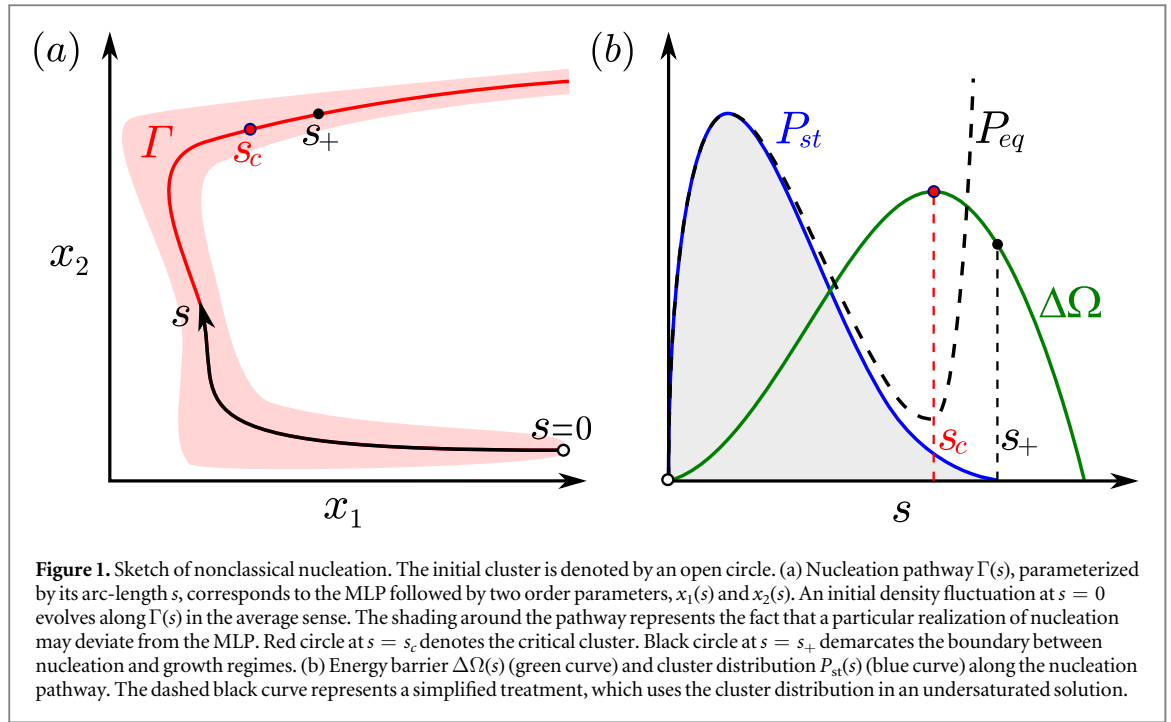 (a)
Γ
s_c
s_+
x_2
s
s=0
x_1
(b)
P_st
P_eq
ΔΩ
s_c
s_+
s
Figure 1. Sketch of nonclassical nucleation. The initial cluster is denoted by an open circle. (a) Nucleation pathway Γ(s), parameterized
by its arc-length s, corresponds to the MLP followed by two order parameters, x_1(s) and x_2(s). An initial density fluctuation at s = 0
evolves along Γ(s) in the average sense. The shading around the pathway represents the fact that a particular realization of nucleation
may deviate from the MLP. Red circle at s = s_c denotes the critical cluster. Black circle at s = s_+ demarcates the boundary between
nucleation and growth regimes. (b) Energy barrier ΔΩ(s) (green curve) and cluster distribution P_st(s) (blue curve) along the nucleation
pathway. The dashed black curve represents a simplified treatment, which uses the cluster distribution in an undersaturated solution.